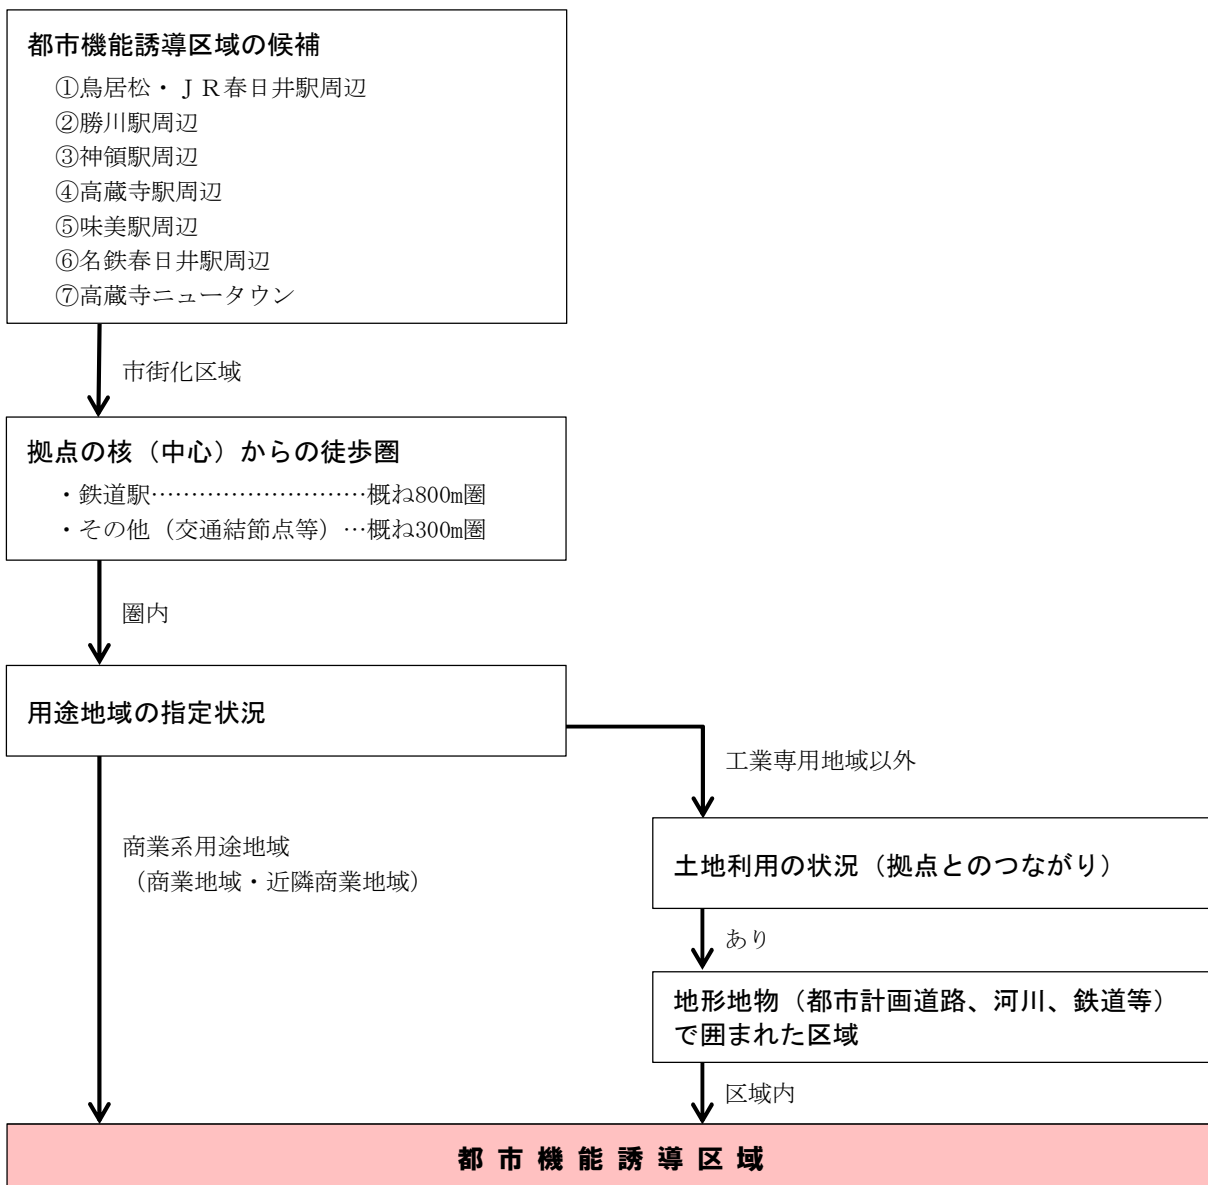 都市機能誘導区域の候補
①鳥居松・ＪＲ春日井駅周辺
②勝川駅周辺
③神領駅周辺
④高蔵寺駅周辺
⑤味美駅周辺
⑥名鉄春日井駅周辺
⑦高蔵寺ニュータウン
市街化区域
拠点の核（中心）からの徒歩圏
・鉄道駅………………………概ね800m圏
・その他（交通結節点等）…概ね300m圏
圏内
用途地域の指定状況
工業専用地域以外
商業系用途地域
（商業地域・近隣商業地域）
土地利用の状況（拠点とのつながり）
あり
地形地物（都市計画道路、河川、鉄道等）
で囲まれた区域
区域内
都市機能誘導区域